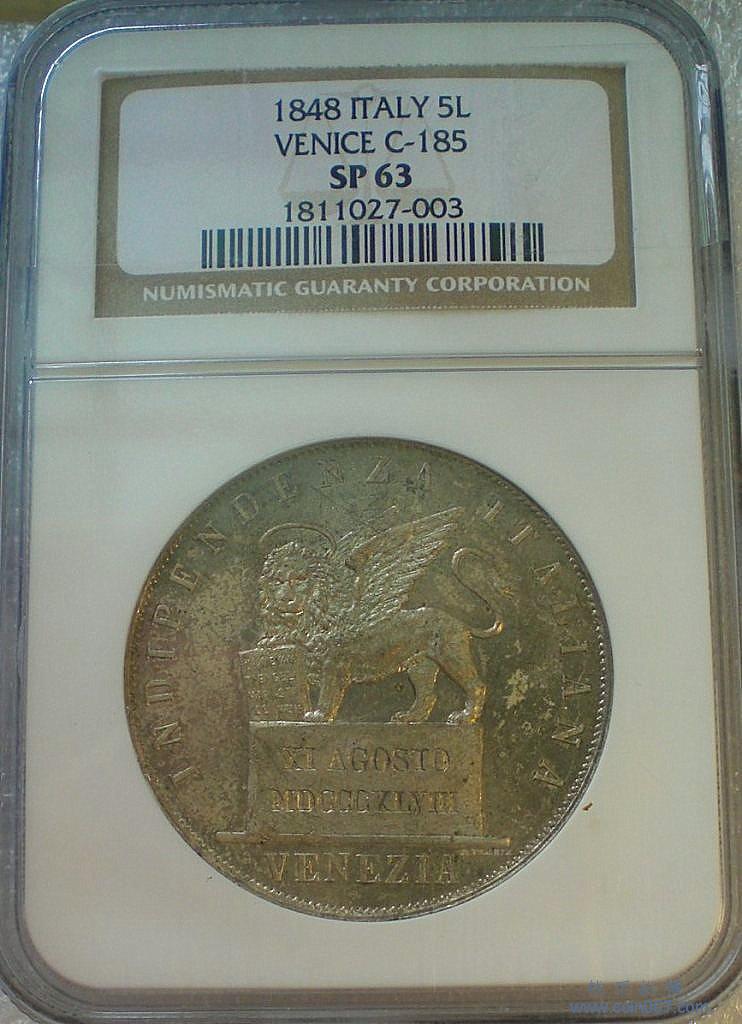 1848 ITALY 5L
VENICE C-185
SP 63
1811027-003
NUMISMATIC GUARANTY CORPORATION
INDIPENDENZA ITALIANA
XI AGOSTO
MDCCCXLVIII
VENEZIA